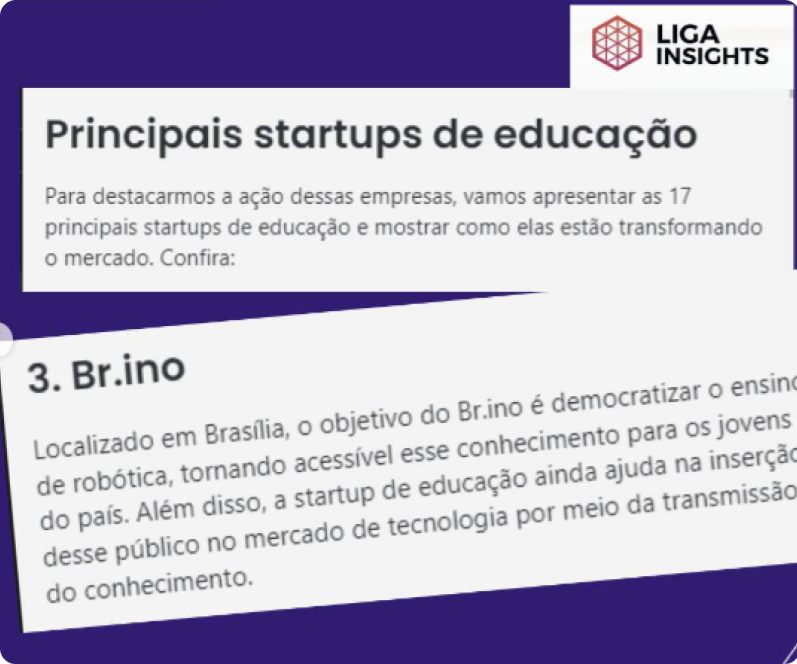 LIGA
INSIGHTS
Principais startups de educação
Para destacarmos a ação dessas empresas, vamos apresentar as 17
principais startups de educação e mostrar como elas estão transformando
o mercado. Confira:
3. Br.ino
Localizado em Brasília, o objetivo do Br.ino é democratizar o ensino
de robótica, tornando acessível esse conhecimento para os jovens
do país. Além disso, a startup de educação ainda ajuda na inserção
desse público no mercado de tecnologia por meio da transmissão
do conhecimento.